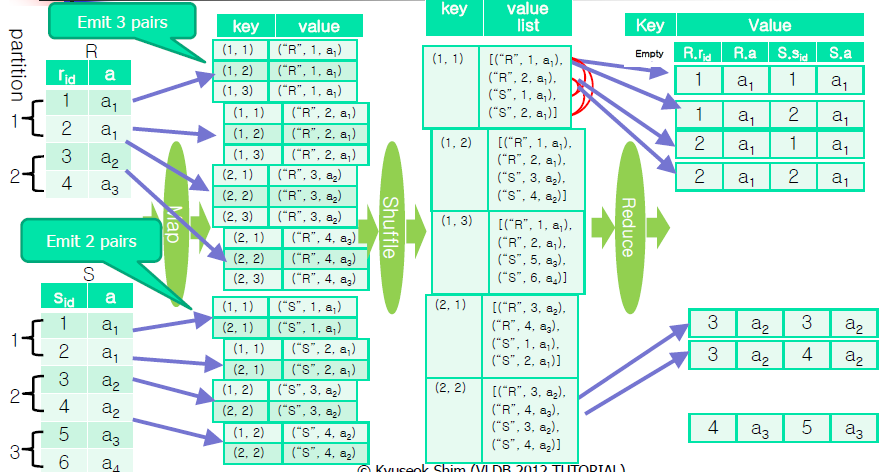 Emit 3 pairs
partition
R
r_id a
1 a₁
2 a₁
3 a₂
4 a₃
1
2
Emit 2 pairs
S
s_id a
1 a₁
2 a₁
3 a₂
4 a₂
5 a₃
6 a₄
1
2
3
Map
key value
(1, 1) ("R", 1, a₁)
(1, 2) ("R", 1, a₁)
(1, 3) ("R", 1, a₁)
(1, 1) ("R", 2, a₁)
(1, 2) ("R", 2, a₁)
(1, 3) ("R", 2, a₁)
(2, 1) ("R", 3, a₂)
(2, 2) ("R", 3, a₂)
(2, 3) ("R", 3, a₂)
(2, 1) ("R", 4, a₃)
(2, 2) ("R", 4, a₃)
(2, 3) ("R", 4, a₃)
(1, 1) ("S", 1, a₁)
(2, 1) ("S", 1, a₁)
(1, 1) ("S", 2, a₁)
(2, 1) ("S", 2, a₁)
(1, 2) ("S", 3, a₂)
(2, 2) ("S", 3, a₂)
(1, 2) ("S", 4, a₂)
(2, 2) ("S", 4, a₂)
Shuffle
key value
list
(1, 1) [("R", 1, a₁),
("R", 2, a₁),
("S", 1, a₁),
("S", 2, a₁)]
(1, 2) [("R", 1, a₁),
("R", 2, a₁),
("S", 3, a₂),
("S", 4, a₂)]
(1, 3) [("R", 1, a₁),
("R", 2, a₁),
("S", 5, a₃),
("S", 6, a₄)]
(2, 1) [("R", 3, a₂),
("R", 4, a₃),
("S", 1, a₁),
("S", 2, a₁)]
(2, 2) [("R", 3, a₂),
("R", 4, a₃),
("S", 3, a₂),
("S", 4, a₂)]
Reduce
Key Value
Empty R,r_id R,a S,s_id S,a
1 a₁ 1 a₁
1 a₁ 2 a₁
2 a₁ 1 a₁
2 a₁ 2 a₁
3 a₂ 3 a₂
3 a₂ 4 a₂
4 a₃ 5 a₃
© Kyuseok Shim (VLDB 2012 TUTORIAL)